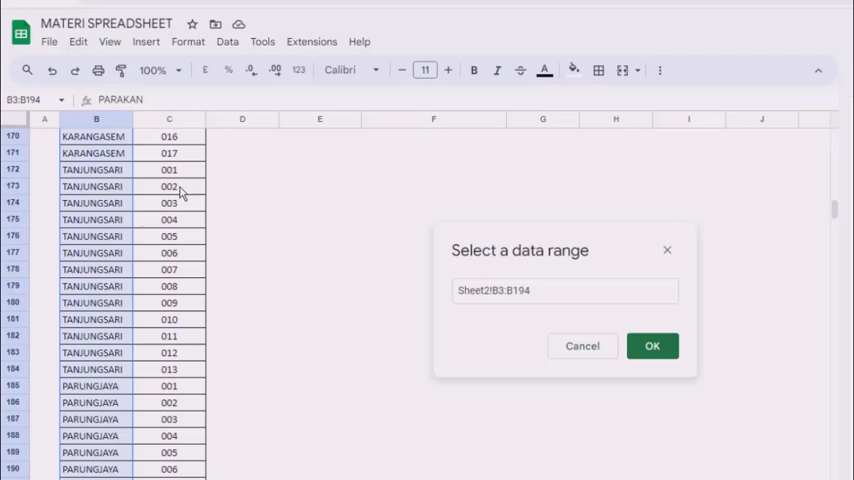 MATERI SPREADSHEET
File Edit View Insert Format Data Tools Extensions Help
100% £ % .0 .00 123 Calibri 11 B I S A
B3:B194 fx PARAKAN
A B C D E F G H I J
170 KARANGASEM 016
171 KARANGASEM 017
172 TANJUNGSARI 001
173 TANJUNGSARI 002
174 TANJUNGSARI 003
175 TANJUNGSARI 004
176 TANJUNGSARI 005
177 TANJUNGSARI 006
178 TANJUNGSARI 007
179 TANJUNGSARI 008
180 TANJUNGSARI 009
181 TANJUNGSARI 010
182 TANJUNGSARI 011
183 TANJUNGSARI 012
184 TANJUNGSARI 013
185 PARUNGJAYA 001
186 PARUNGJAYA 002
187 PARUNGJAYA 003
188 PARUNGJAYA 004
189 PARUNGJAYA 005
190 PARUNGJAYA 006
Select a data range
Sheet2!B3:B194
Cancel OK